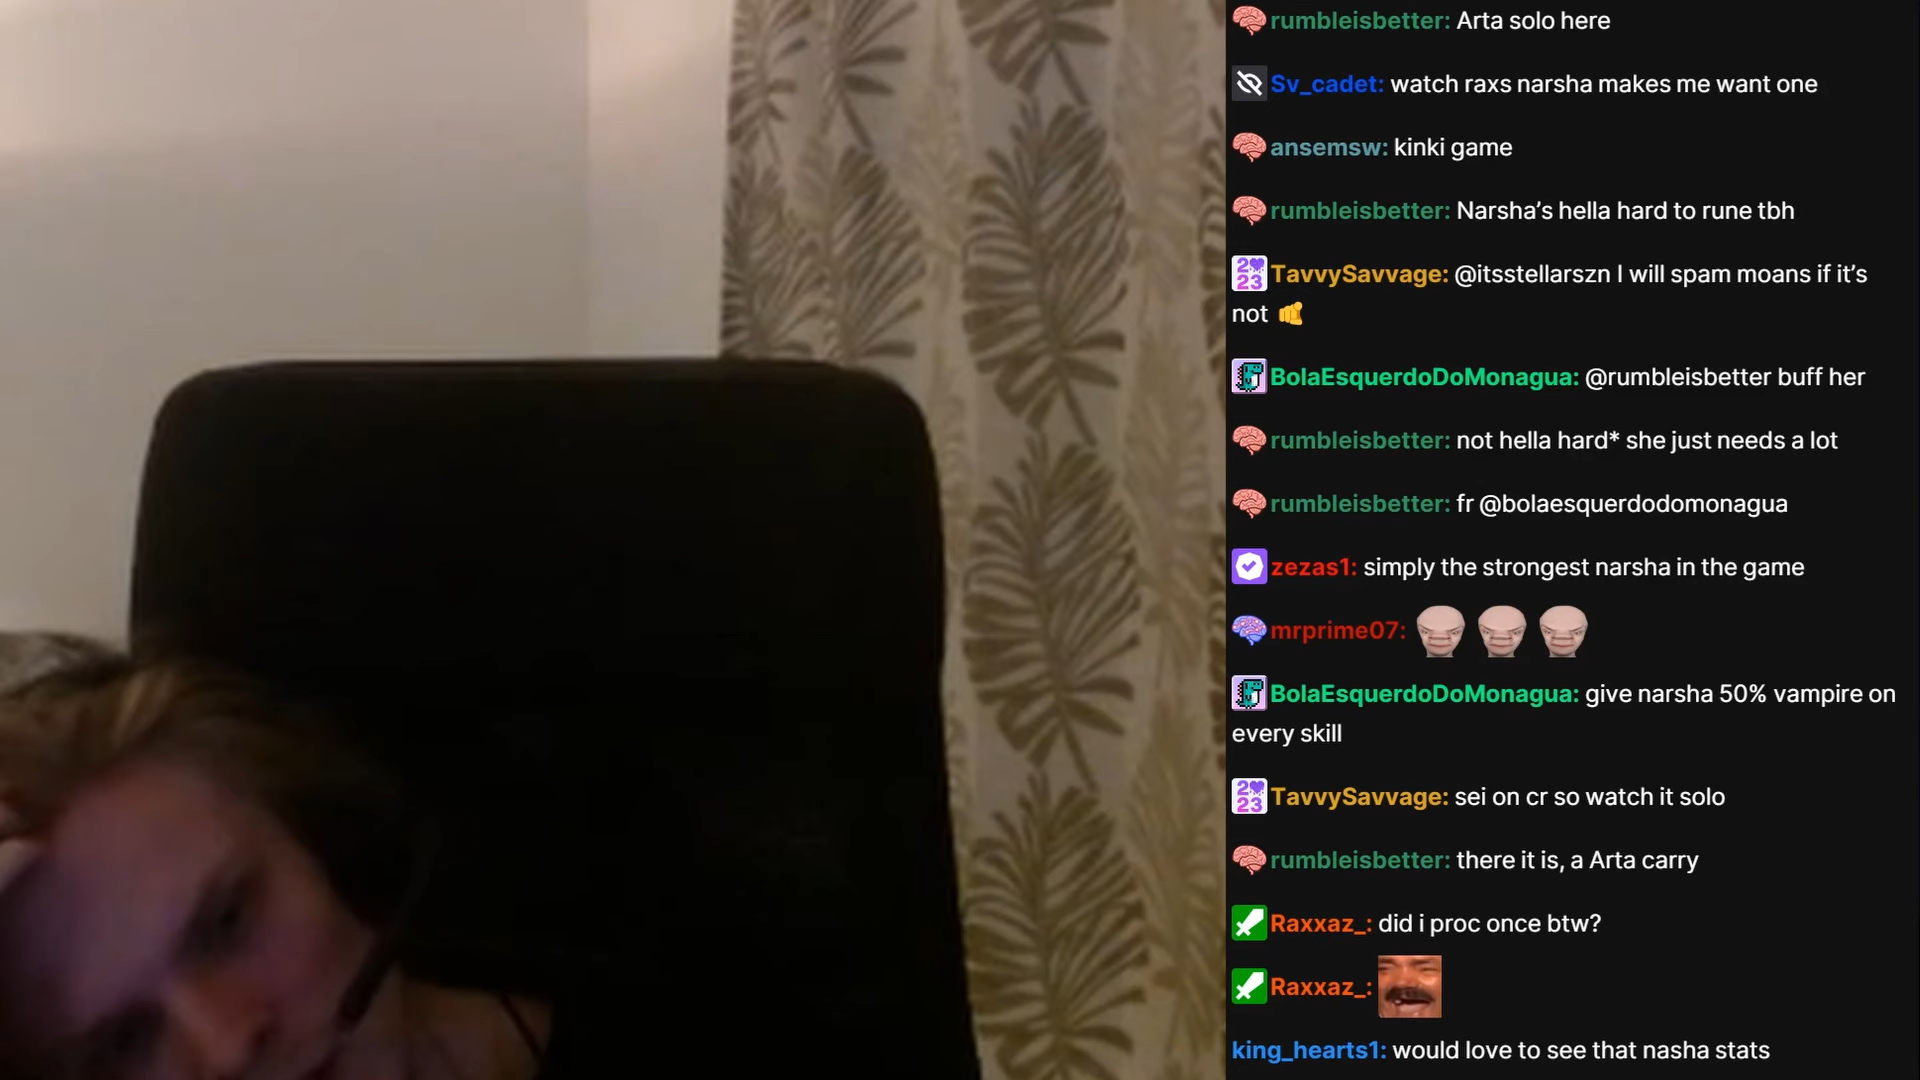 rumbleisbetter: Arta solo here
Sv_cadet: watch raxs narsha makes me want one
ansemsw: kinki game
rumbleisbetter: Narsha’s hella hard to rune tbh
2 23 TavvySavvage: @itsstellarszn I will spam moans if it’s
not
BolaEsquerdoDoMonagua: @rumbleisbetter buff her
rumbleisbetter: not hella hard* she just needs a lot
rumbleisbetter: fr @bolaesquerdodomonagua
zezas1: simply the strongest narsha in the game
mrprime07:
BolaEsquerdoDoMonagua: give narsha 50% vampire on
every skill
2 23 TavvySavvage: sei on cr so watch it solo
rumbleisbetter: there it is, a Arta carry
Raxxaz_: did i proc once btw?
Raxxaz_:
king_hearts1: would love to see that nasha stats